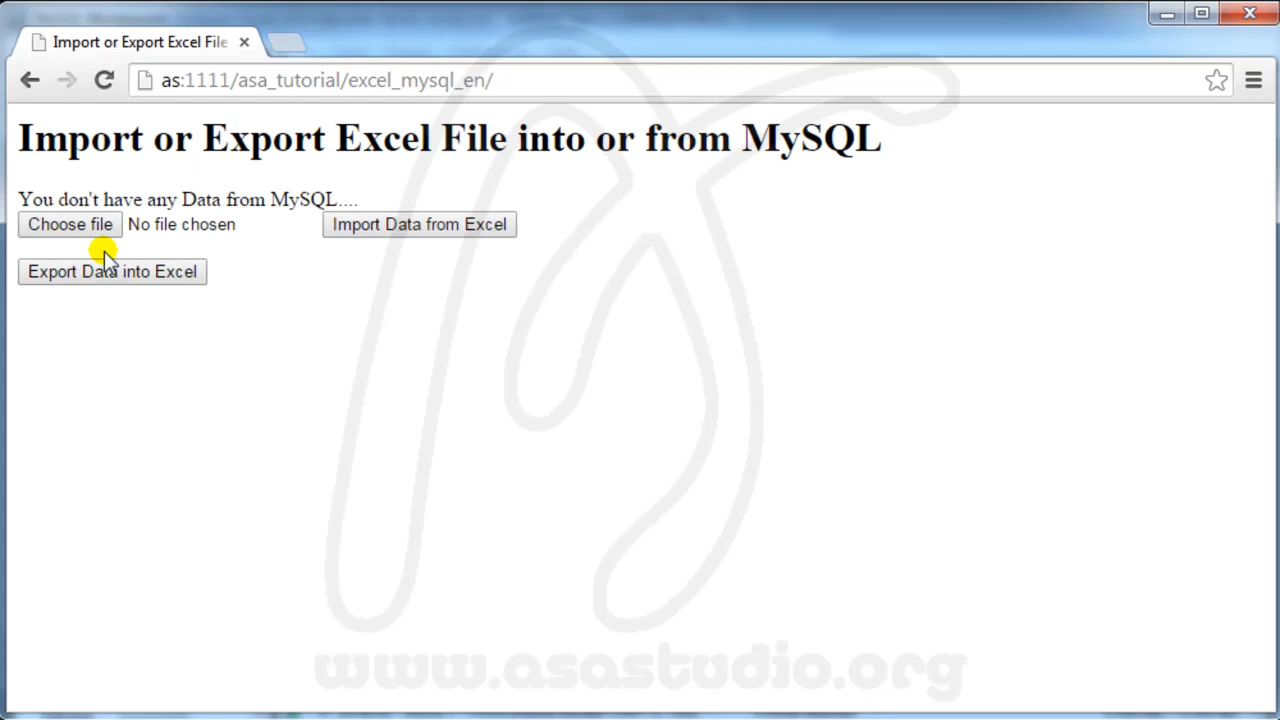 Import or Export Excel File
as:1111/asa_tutorial/excel_mysql_en/
Import or Export Excel File into or from MySQL
You don't have any Data from MySQL....
Choose file No file chosen Import Data from Excel
Export Data into Excel
www.asastudio.org